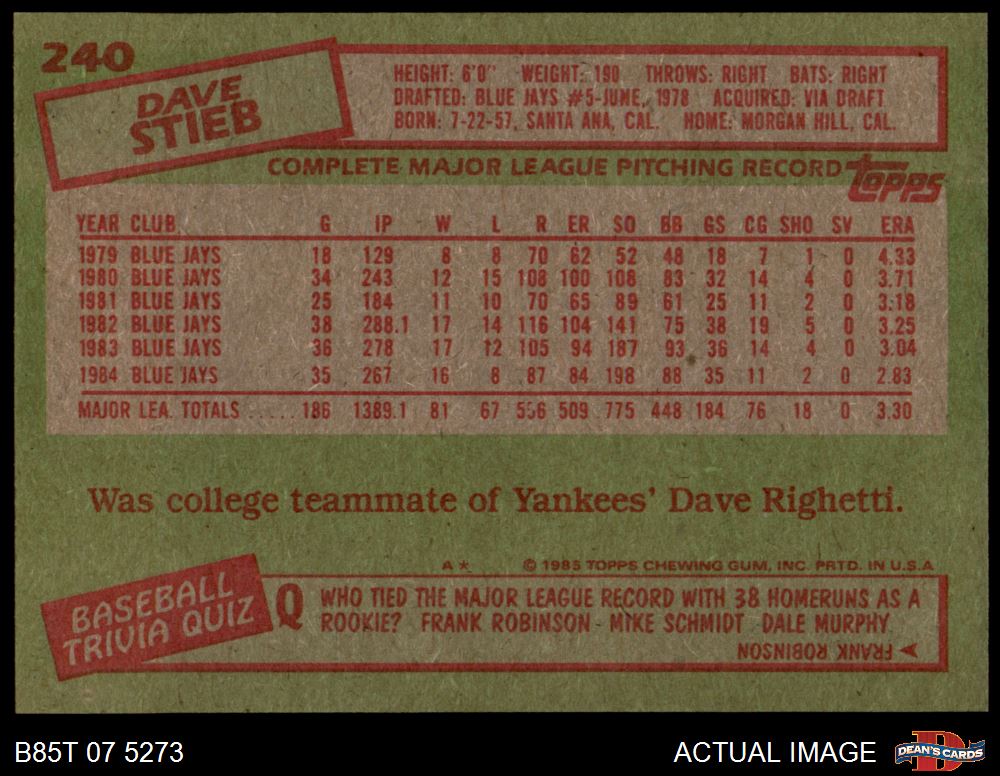 240
DAVE
STIEB
HEIGHT: 6'0" WEIGHT: 190 THROWS: RIGHT BATS: RIGHT
DRAFTED: BLUE JAYS #5-JUNE, 1978 ACQUIRED: VIA DRAFT
BORN: 7-22-57, SANTA ANA, CAL. HOME: MORGAN HILL, CAL.
COMPLETE MAJOR LEAGUE PITCHING RECORD
TOPPS
YEAR CLUB G IP W L R ER SO BB GS CG SHO SV ERA
1979 BLUE JAYS 18 129 8 8 70 62 52 48 18 7 1 0 4.33
1980 BLUE JAYS 34 243 12 15 108 100 108 83 32 14 4 0 3.71
1981 BLUE JAYS 25 184 11 10 70 65 89 61 25 11 2 0 3.18
1982 BLUE JAYS 38 288.1 17 14 116 104 141 75 38 19 5 0 3.25
1983 BLUE JAYS 36 278 17 12 105 94 187 93 36 14 4 0 3.04
1984 BLUE JAYS 35 267 16 8 87 84 198 88 35 11 2 0 2.83
MAJOR LEA. TOTALS ..... 186 1389.1 81 67 556 509 775 448 184 76 18 0 3.30
Was college teammate of Yankees' Dave Righetti.
A* © 1985 TOPPS CHEWING GUM, INC. PRTD. IN U.S.A
BASEBALL
TRIVIA QUIZ
Q WHO TIED THE MAJOR LEAGUE RECORD WITH 38 HOMERUNS AS A
ROOKIE? FRANK ROBINSON - MIKE SCHMIDT DALE MURPHY
FRANK ROBINSON
B85T 07 5273
ACTUAL IMAGE
D
DEAN'S CARDS